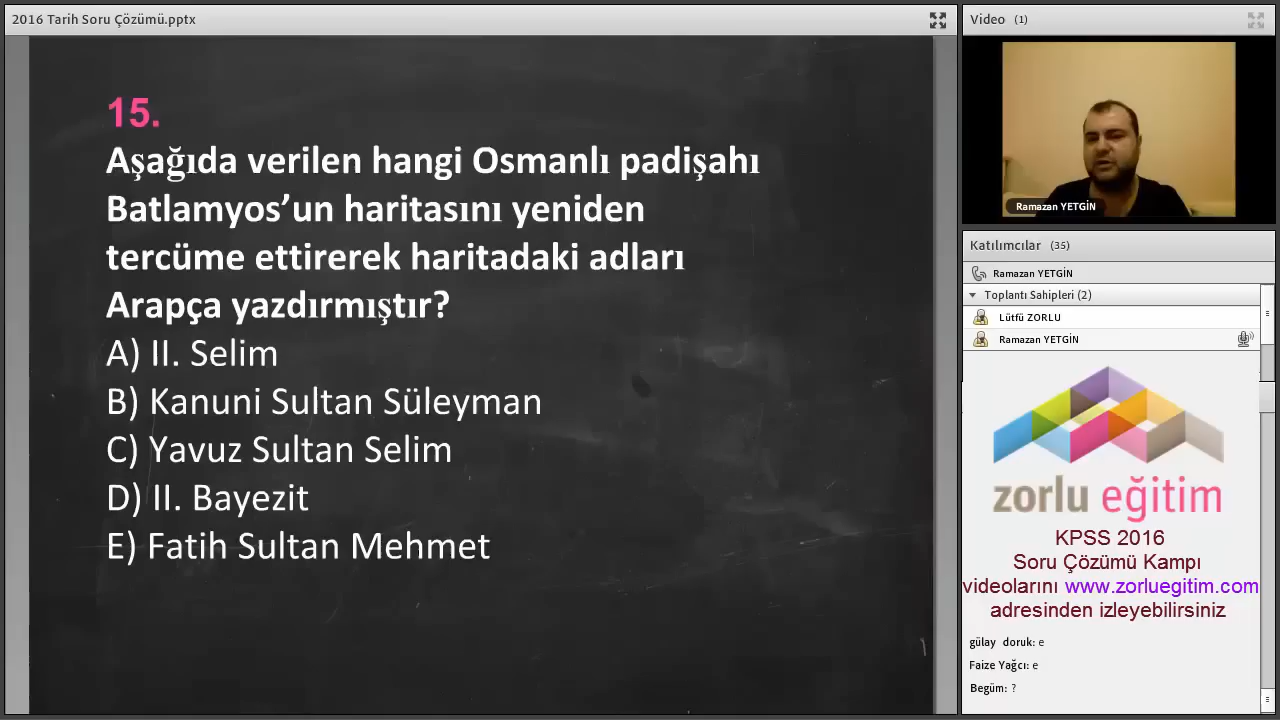 2016 Tarih Soru Çözümü.pptx
15.
Aşağıda verilen hangi Osmanlı padişahı
Batlamyos’un haritasını yeniden
tercüme ettirerek haritadaki adları
Arapça yazdırmıştır?
A) II. Selim
B) Kanuni Sultan Süleyman
C) Yavuz Sultan Selim
D) II. Bayezit
E) Fatih Sultan Mehmet
Video (1)
Ramazan YETGİN
Katılımcılar (35)
Ramazan YETGİN
Toplantı Sahipleri (2)
Lütfü ZORLU
Ramazan YETGİN
zorlu eğitim
KPSS 2016
Soru Çözümü Kampı
videolarını www.zorluegitim.com
adresinden izleyebilirsiniz
gülay doruk: e
Faize Yağcı: e
Begüm: ?